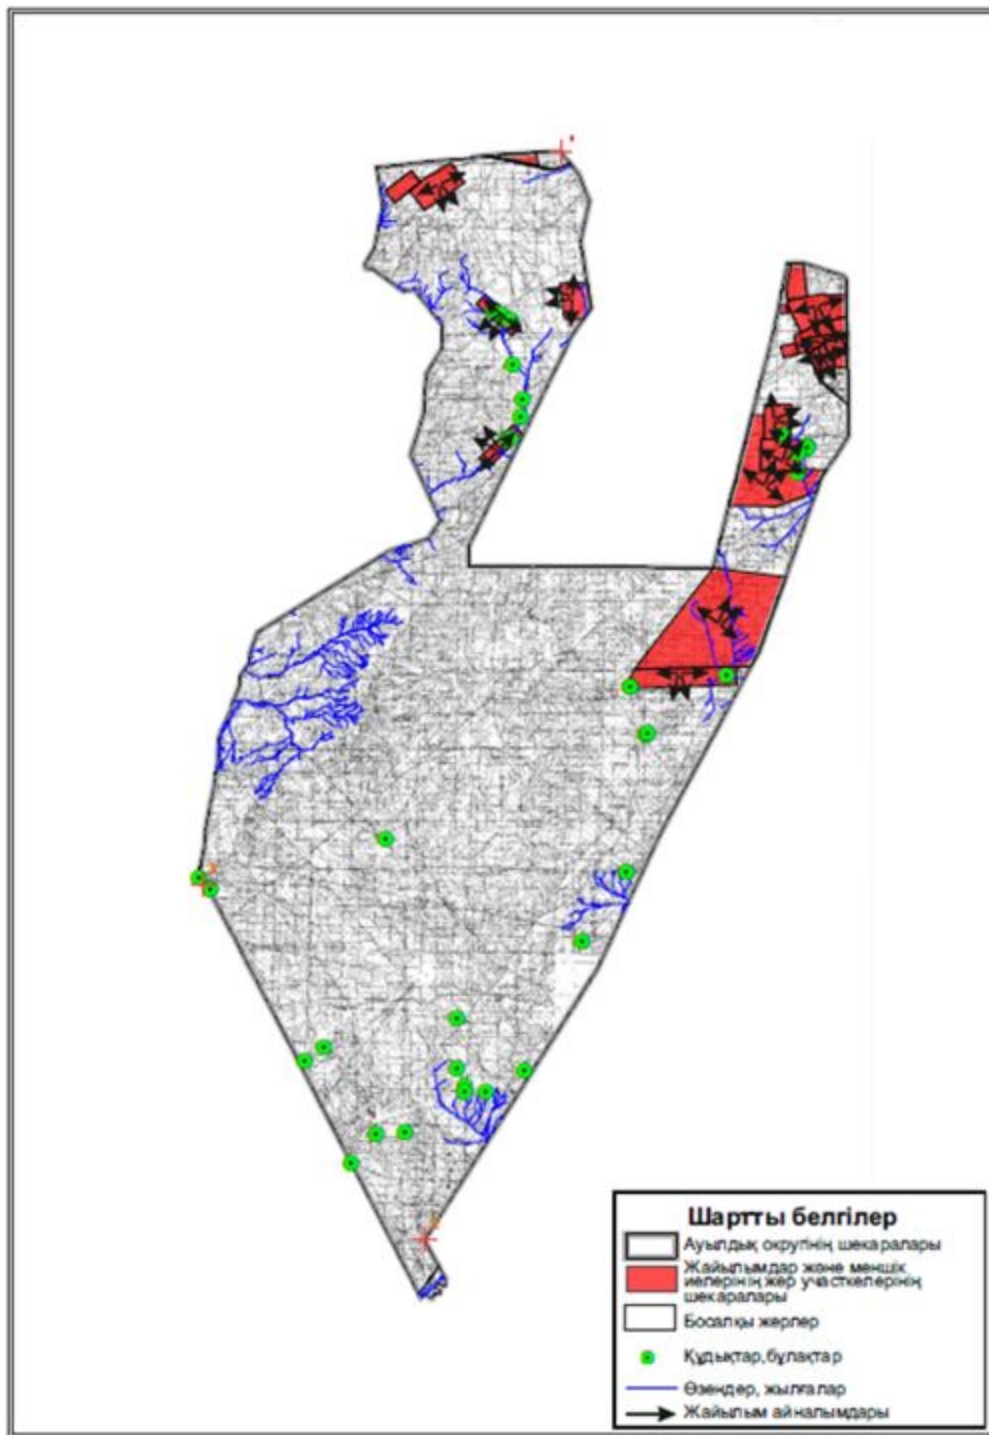 Шартты белгілер
Ауылдық округінің шекаралары
Жайылымдар және меншік
иелерінің жер участкелерінің
шекаралары
Босалқы жерлер
Құдықтар,бұлақтар
Өзендер, жылғалар
Жайылым айналымдары